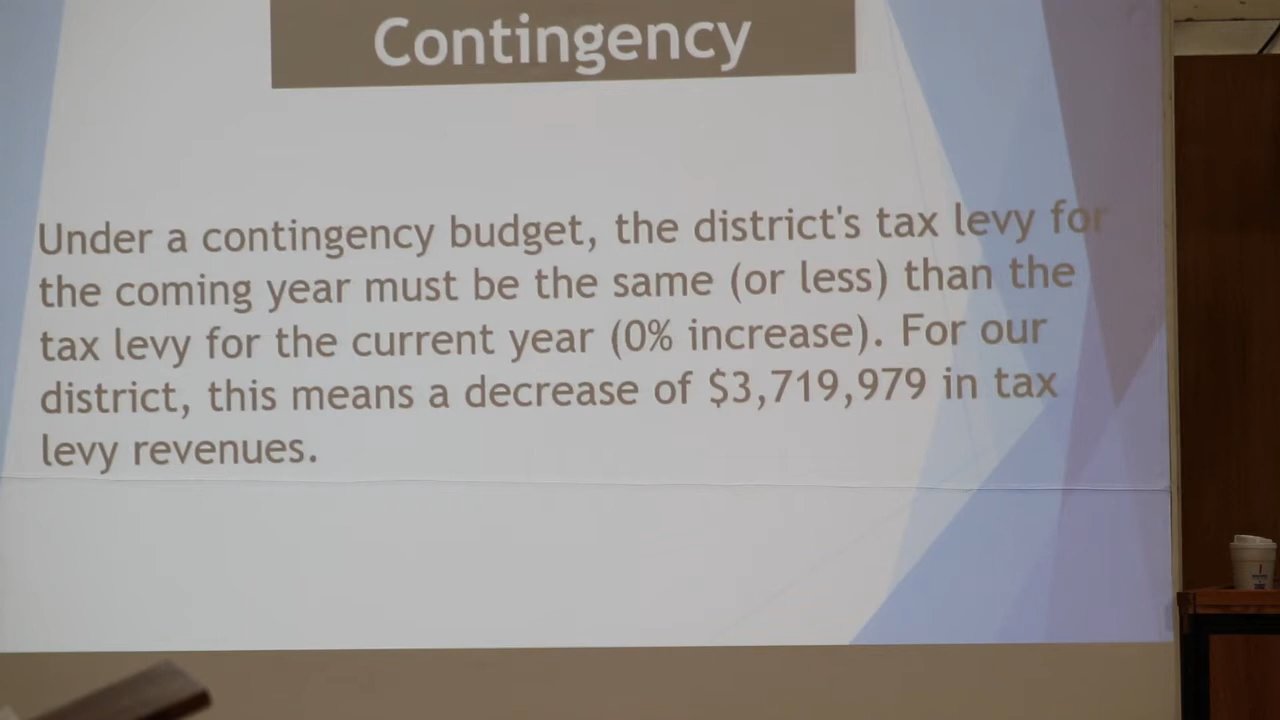 Contingency
Under a contingency budget, the district's tax levy for
the coming year must be the same (or less) than the
tax levy for the current year (0% increase). For our
district, this means a decrease of $3,719,979 in tax
levy revenues.